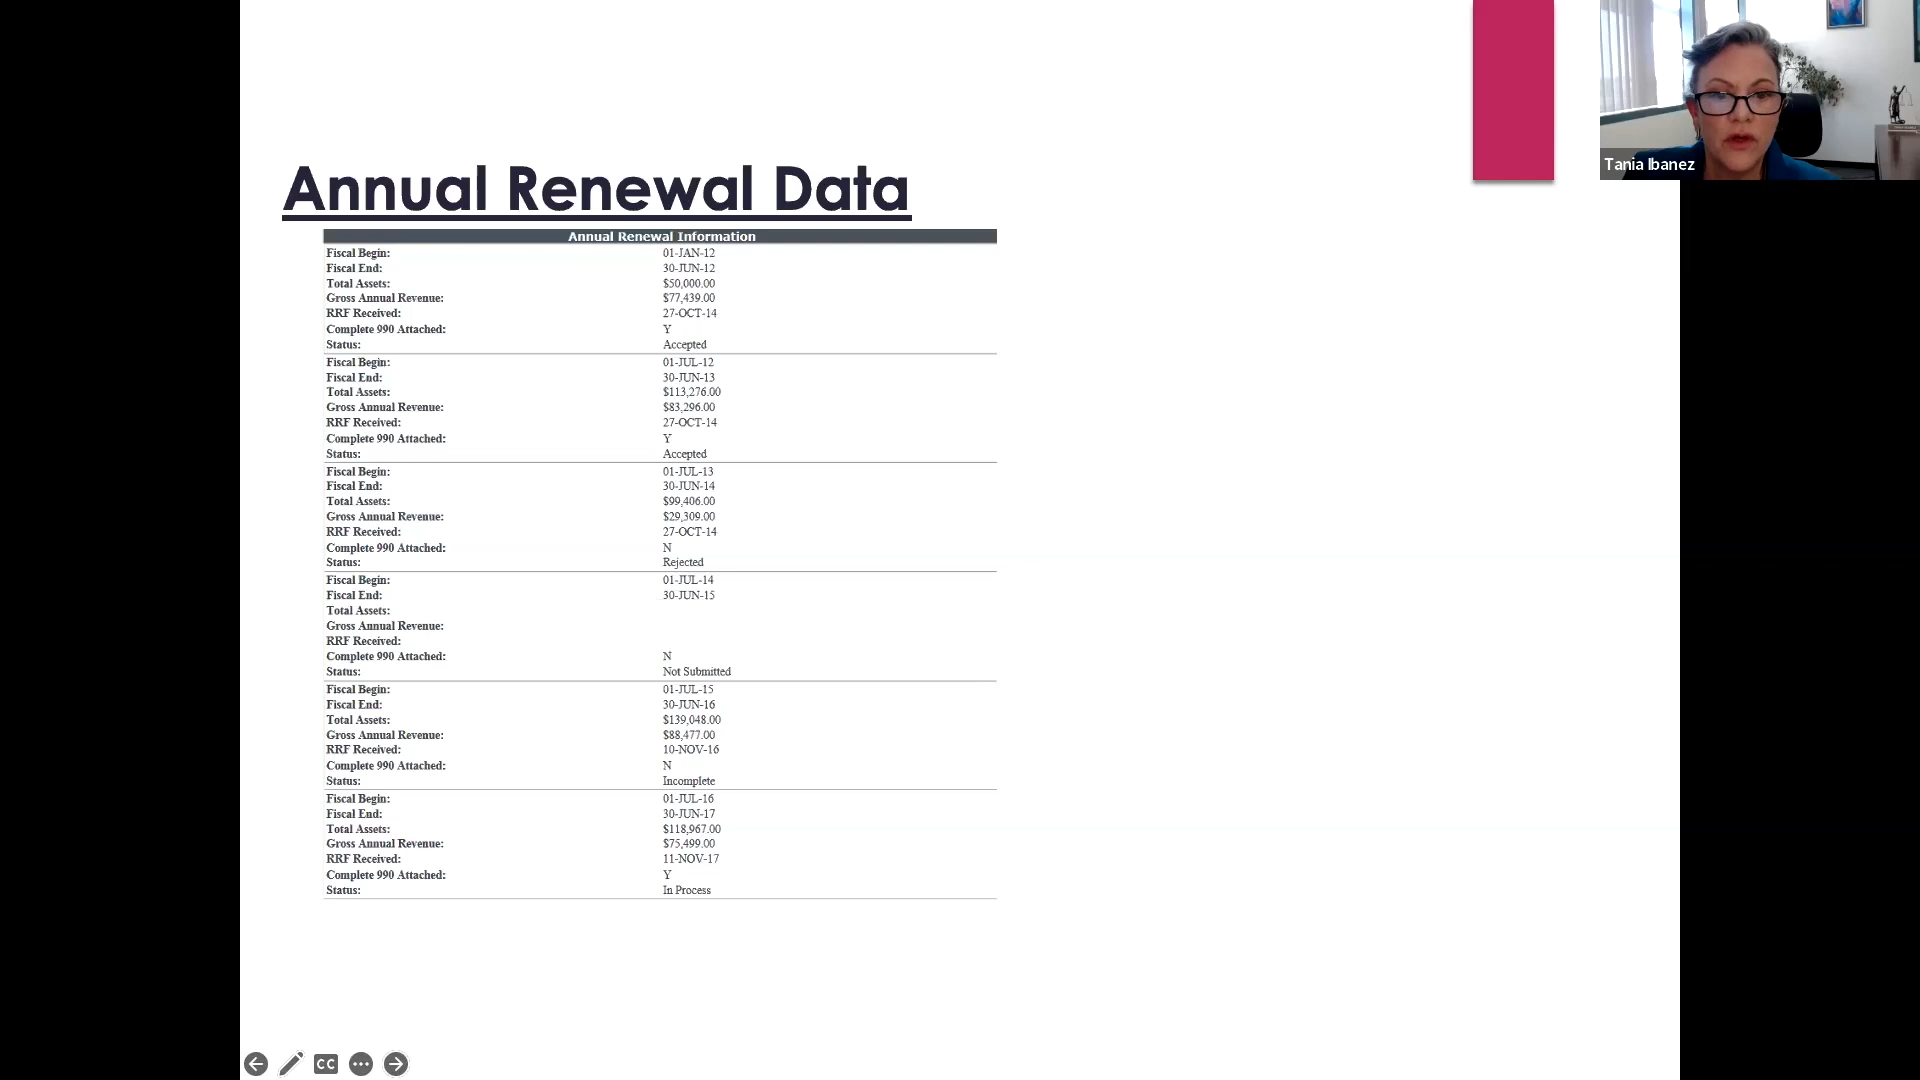 Annual Renewal Data
Annual Renewal Information
Fiscal Begin: 01-JAN-12
Fiscal End: 30-JUN-12
Total Assets: $50,000.00
Gross Annual Revenue: $77,439.00
RRF Received: 27-OCT-14
Complete 990 Attached: Y
Status: Accepted
Fiscal Begin: 01-JUL-12
Fiscal End: 30-JUN-13
Total Assets: $113,276.00
Gross Annual Revenue: $83,296.00
RRF Received: 27-OCT-14
Complete 990 Attached: Y
Status: Accepted
Fiscal Begin: 01-JUL-13
Fiscal End: 30-JUN-14
Total Assets: $99,406.00
Gross Annual Revenue: $29,309.00
RRF Received: 27-OCT-14
Complete 990 Attached: N
Status: Rejected
Fiscal Begin: 01-JUL-14
Fiscal End: 30-JUN-15
Total Assets:
Gross Annual Revenue:
RRF Received:
Complete 990 Attached: N
Status: Not Submitted
Fiscal Begin: 01-JUL-15
Fiscal End: 30-JUN-16
Total Assets: $139,048.00
Gross Annual Revenue: $88,477.00
RRF Received: 10-NOV-16
Complete 990 Attached: N
Status: Incomplete
Fiscal Begin: 01-JUL-16
Fiscal End: 30-JUN-17
Total Assets: $118,967.00
Gross Annual Revenue: $75,499.00
RRF Received: 11-NOV-17
Complete 990 Attached: Y
Status: In Process
Tania Ibanez
CC